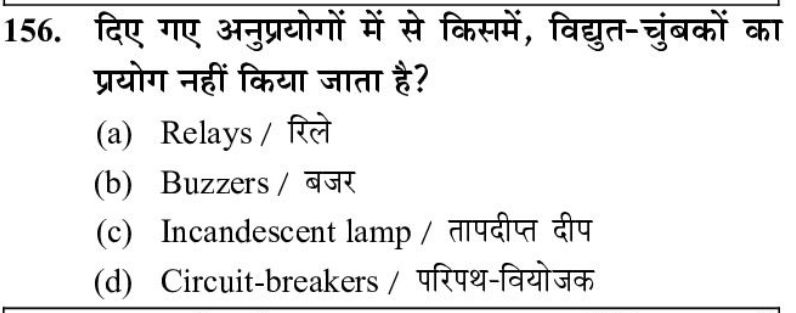 156. दिए गए अनुप्रयोगों में से किसमें, विद्युत-चुंबकों का
प्रयोग नहीं किया जाता है?
(a) Relays / रिले
(b) Buzzers / बजर
(c) Incandescent lamp / तापदीप्त दीप
(d) Circuit-breakers / परिपथ-वियोजक